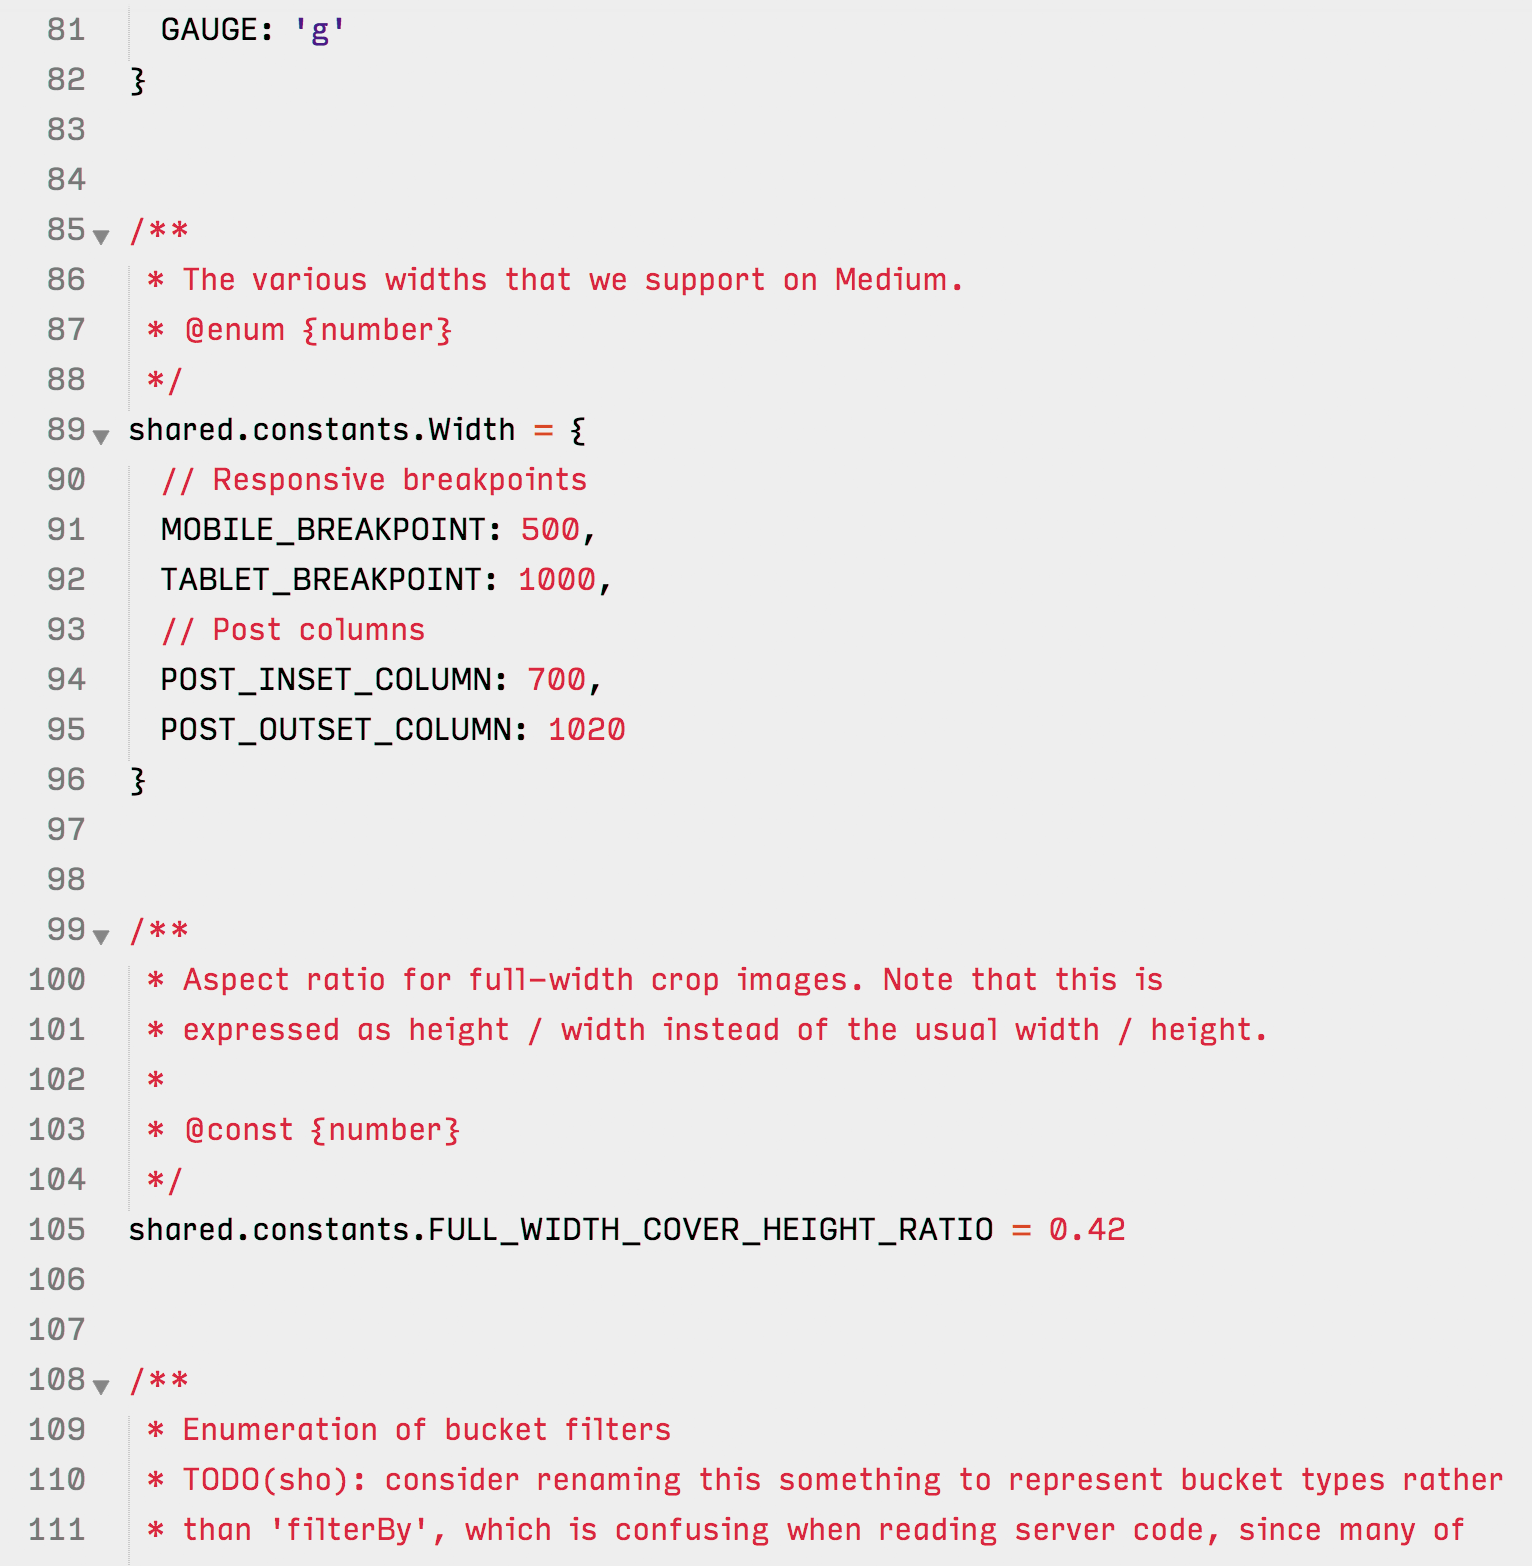 81 GAUGE: 'g'
82 }
83
84
85 /**
86 * The various widths that we support on Medium.
87 * @enum {number}
88 */
89 shared.constants.Width = {
90 // Responsive breakpoints
91 MOBILE_BREAKPOINT: 500,
92 TABLET_BREAKPOINT: 1000,
93 // Post columns
94 POST_INSET_COLUMN: 700,
95 POST_OUTSET_COLUMN: 1020
96 }
97
98
99 /**
100 * Aspect ratio for full-width crop images. Note that this is
101 * expressed as height / width instead of the usual width / height.
102 *
103 * @const {number}
104 */
105 shared.constants.FULL_WIDTH_COVER_HEIGHT_RATIO = 0.42
106
107
108 /**
109 * Enumeration of bucket filters
110 * TODO(sho): consider renaming this something to represent bucket types rather
111 * than 'filterBy', which is confusing when reading server code, since many of